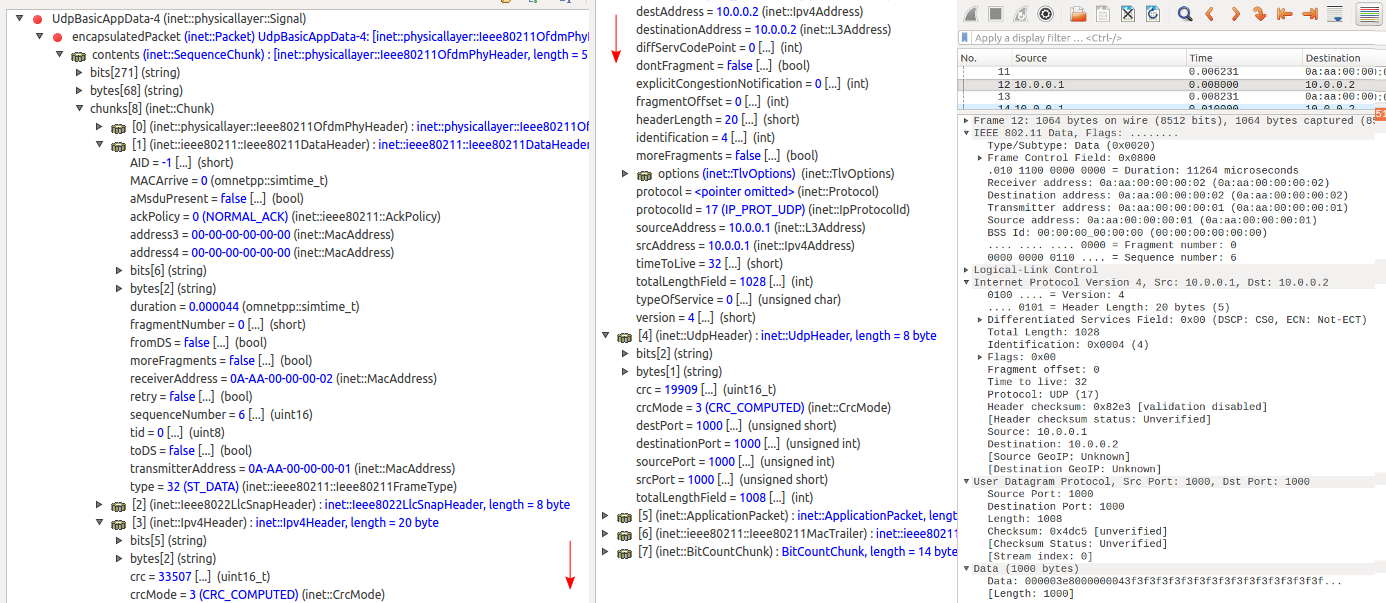 UdpBasicAppData-4 (inet::physicallayer::Signal)
encapsulatedPacket (inet::Packet) UdpBasicAppData-4: [inet::physicallayer::Ieee80211OfdmPhy
contents (inet::SequenceChunk) : [inet::physicallayer::Ieee80211OfdmPhyHeader, length = 5
bits[271] (string)
bytes[68] (string)
chunks[8] (inet::Chunk)
[0] (inet::physicallayer::Ieee80211OfdmPhyHeader) : inet::physicallayer::Ieee80211Of
[1] (inet::ieee80211::Ieee80211DataHeader) : inet::ieee80211::Ieee80211DataHeader
AID = -1 [...] (short)
MACArrive = 0 (omnetpp::simtime_t)
aMsduPresent = false [...] (bool)
ackPolicy = 0 (NORMAL_ACK) (inet::ieee80211::AckPolicy)
address3 = 00-00-00-00-00-00 (inet::MacAddress)
address4 = 00-00-00-00-00-00 (inet::MacAddress)
bits[6] (string)
bytes[2] (string)
duration = 0.000044 (omnetpp::simtime_t)
fragmentNumber = 0 [...] (short)
fromDS = false [...] (bool)
moreFragments = false [...] (bool)
receiverAddress = 0A-AA-00-00-00-02 (inet::MacAddress)
retry = false [...] (bool)
sequenceNumber = 6 [...] (uint16)
tid = 0 [...] (uint8)
toDS = false [...] (bool)
transmitterAddress = 0A-AA-00-00-00-01 (inet::MacAddress)
type = 32 (ST_DATA) (inet::ieee80211::Ieee80211FrameType)
[2] (inet::Ieee8022LlcSnapHeader) : inet::Ieee8022LlcSnapHeader, length = 8 byte
[3] (inet::Ipv4Header) : inet::Ipv4Header, length = 20 byte
bits[5] (string)
bytes[2] (string)
crc = 33507 [...] (uint16_t)
crcMode = 3 (CRC_COMPUTED) (inet::CrcMode)
destAddress = 10.0.0.2 (inet::Ipv4Address)
destinationAddress = 10.0.0.2 (inet::L3Address)
diffServCodePoint = 0 [...] (int)
dontFragment = false [...] (bool)
explicitCongestionNotification = 0 [...] (int)
fragmentOffset = 0 [...] (int)
headerLength = 20 [...] (short)
identification = 4 [...] (int)
moreFragments = false [...] (bool)
options (inet::TlvOptions) (inet::TlvOptions)
protocol = <pointer omitted> (inet::Protocol)
protocolId = 17 (IP_PROT_UDP) (inet::IpProtocolId)
sourceAddress = 10.0.0.1 (inet::L3Address)
srcAddress = 10.0.0.1 (inet::Ipv4Address)
timeToLive = 32 [...] (short)
totalLengthField = 1028 [...] (int)
typeOfService = 0 [...] (unsigned char)
version = 4 [...] (short)
[4] (inet::UdpHeader) : inet::UdpHeader, length = 8 byte
bits[2] (string)
bytes[1] (string)
crc = 19909 [...] (uint16_t)
crcMode = 3 (CRC_COMPUTED) (inet::CrcMode)
destPort = 1000 [...] (unsigned short)
destinationPort = 1000 [...] (unsigned int)
sourcePort = 1000 [...] (unsigned int)
srcPort = 1000 [...] (unsigned short)
totalLengthField = 1008 [...] (int)
[5] (inet::ApplicationPacket) : inet::ApplicationPacket, lengt
[6] (inet::ieee80211::Ieee80211MacTrailer) : inet::ieee8021
[7] (inet::BitCountChunk) : BitCountChunk, length = 14 byte
Apply a display filter ... <Ctrl-/>
No. Source Time Destination
11 0.006231 0a:aa:00:00:
12 10.0.0.1 0.008000 10.0.0.2
13 0.008231 0a:aa:00:00:
14 10.0.0.1 0.010000 10.0.0.2
51
Frame 12: 1064 bytes on wire (8512 bits), 1064 bytes captured (85
IEEE 802.11 Data, Flags: ........
Type/Subtype: Data (0x0020)
Frame Control Field: 0x0800
.010 1100 0000 0000 = Duration: 11264 microseconds
Receiver address: 0a:aa:00:00:00:02 (0a:aa:00:00:00:02)
Destination address: 0a:aa:00:00:00:02 (0a:aa:00:00:00:02)
Transmitter address: 0a:aa:00:00:00:01 (0a:aa:00:00:00:01)
Source address: 0a:aa:00:00:00:01 (0a:aa:00:00:00:01)
BSS Id: 00:00:00_00:00:00 (00:00:00:00:00:00)
.... .... .... 0000 = Fragment number: 0
0000 0000 0110 .... = Sequence number: 6
Logical-Link Control
Internet Protocol Version 4, Src: 10.0.0.1, Dst: 10.0.0.2
0100 .... = Version: 4
.... 0101 = Header Length: 20 bytes (5)
Differentiated Services Field: 0x00 (DSCP: CS0, ECN: Not-ECT)
Total Length: 1028
Identification: 0x0004 (4)
Flags: 0x00
Fragment offset: 0
Time to live: 32
Protocol: UDP (17)
Header checksum: 0x82e3 [validation disabled]
[Header checksum status: Unverified]
Source: 10.0.0.1
Destination: 10.0.0.2
[Source GeoIP: Unknown]
[Destination GeoIP: Unknown]
User Datagram Protocol, Src Port: 1000, Dst Port: 1000
Source Port: 1000
Destination Port: 1000
Length: 1008
Checksum: 0x4dc5 [unverified]
[Checksum Status: Unverified]
[Stream index: 0]
Data (1000 bytes)
Data: 000003e8000000043f3f3f3f3f3f3f3f3f3f3f3f3f3f3f3f...
[Length: 1000]